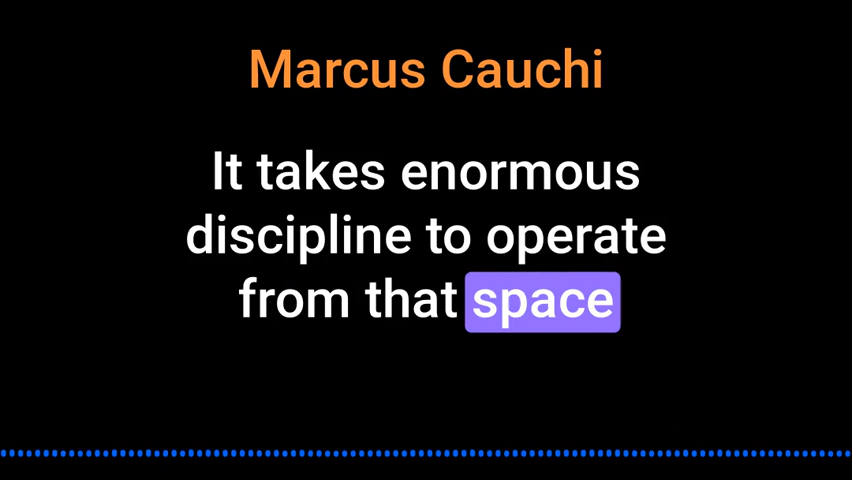 Marcus Cauchi
It takes enormous
discipline to operate
from that space